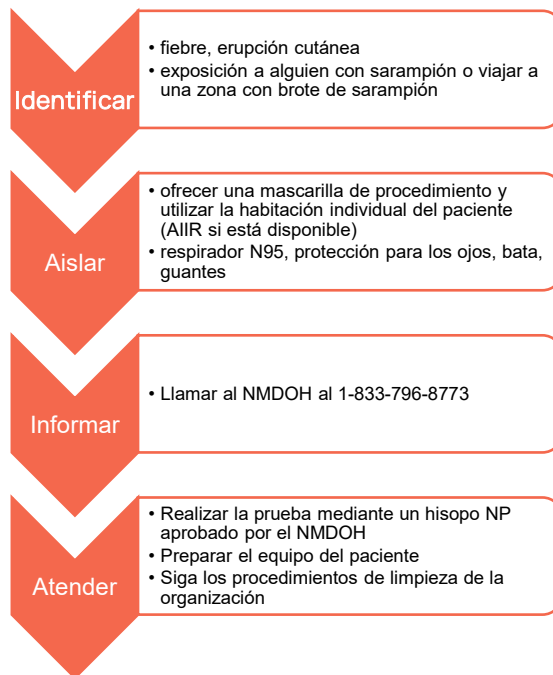 Identificar
• fiebre, erupción cutánea
• exposición a alguien con sarampión o viajar a
una zona con brote de sarampión
Aislar
• ofrecer una mascarilla de procedimiento y
utilizar la habitación individual del paciente
(AIIR si está disponible)
• respirador N95, protección para los ojos, bata,
guantes
Informar
• Llamar al NMDOH al 1-833-796-8773
Atender
• Realizar la prueba mediante un hisopo NP
aprobado por el NMDOH
• Preparar el equipo del paciente
• Siga los procedimientos de limpieza de la
organización